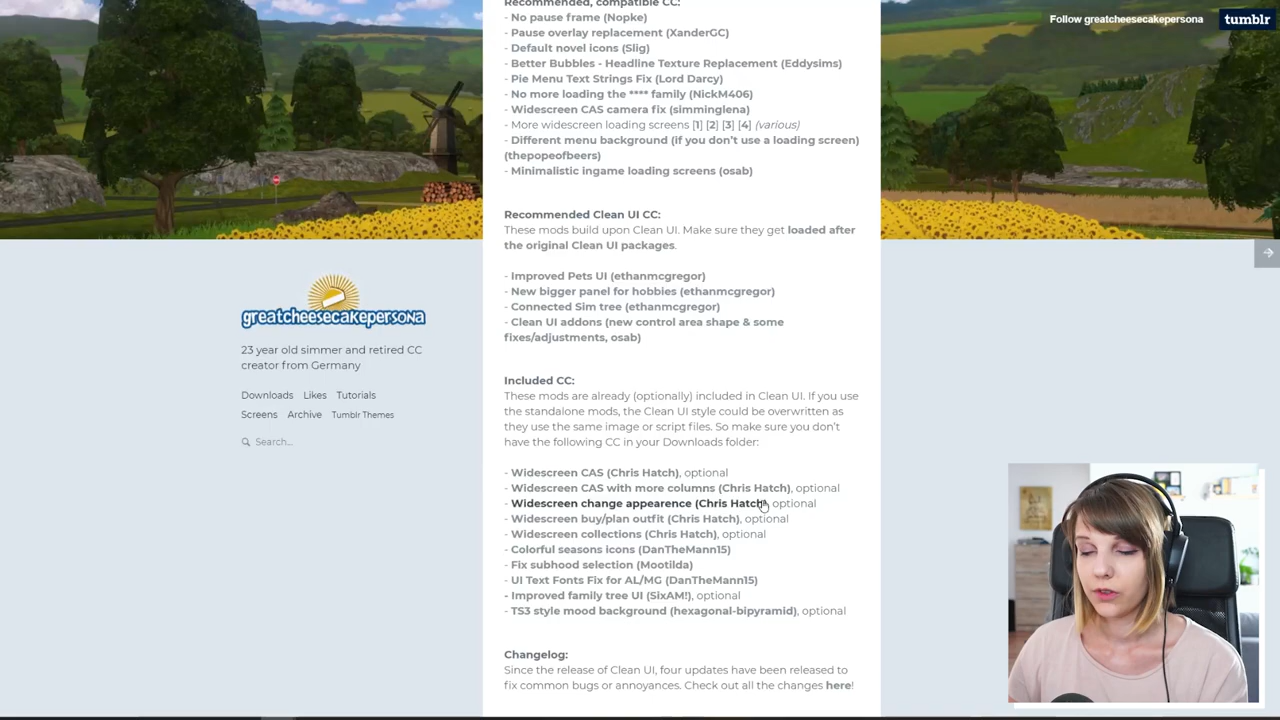 Recommended, compatible CC:
- No pause frame (Nopke)
Follow greatcheesecakepersona
tumblr
- Pause overlay replacement (XanderGC)
- Default novel icons (Slig)
- Better Bubbles - Headline Texture Replacement (Eddysims)
- Pie Menu Text Strings Fix (Lord Darcy)
- No more loading the **** family (NickM406)
- Widescreen CAS camera fix (simminglena)
- More widescreen loading screens [1] [2] [3] [4] (various)
- Different menu background (if you don't use a loading screen)
(thepopeofbeers)
- Minimalistic ingame loading screens (osab)
Recommended Clean UI CC:
These mods build upon Clean UI. Make sure they get loaded after
the original Clean UI packages.
- Improved Pets UI (ethanmcgregor)
- New bigger panel for hobbies (ethanmcgregor)
- Connected Sim tree (ethanmcgregor)
- Clean UI addons (new control area shape & some
fixes/adjustments, osab)
greatcheesecakepersona
23 year old simmer and retired CC
creator from Germany
Downloads Likes Tutorials
Screens Archive Tumblr Themes
Search...
Included CC:
These mods are already (optionally) included in Clean UI. If you use
the standalone mods, the Clean UI style could be overwritten as
they use the same image or script files. So make sure you don't
have the following CC in your Downloads folder:
- Widescreen CAS (Chris Hatch), optional
- Widescreen CAS with more columns (Chris Hatch), optional
- Widescreen change appearence (Chris Hatch), optional
- Widescreen buy/plan outfit (Chris Hatch), optional
- Widescreen collections (Chris Hatch), optional
- Colorful seasons icons (DanTheMann15)
- Fix subhood selection (Mootilda)
- UI Text Fonts Fix for AL/MG (DanTheMann15)
- Improved family tree UI (SixAM!), optional
- TS3 style mood background (hexagonal-bipyramid), optional
Changelog:
Since the release of Clean UI, four updates have been released to
fix common bugs or annoyances. Check out all the changes here!